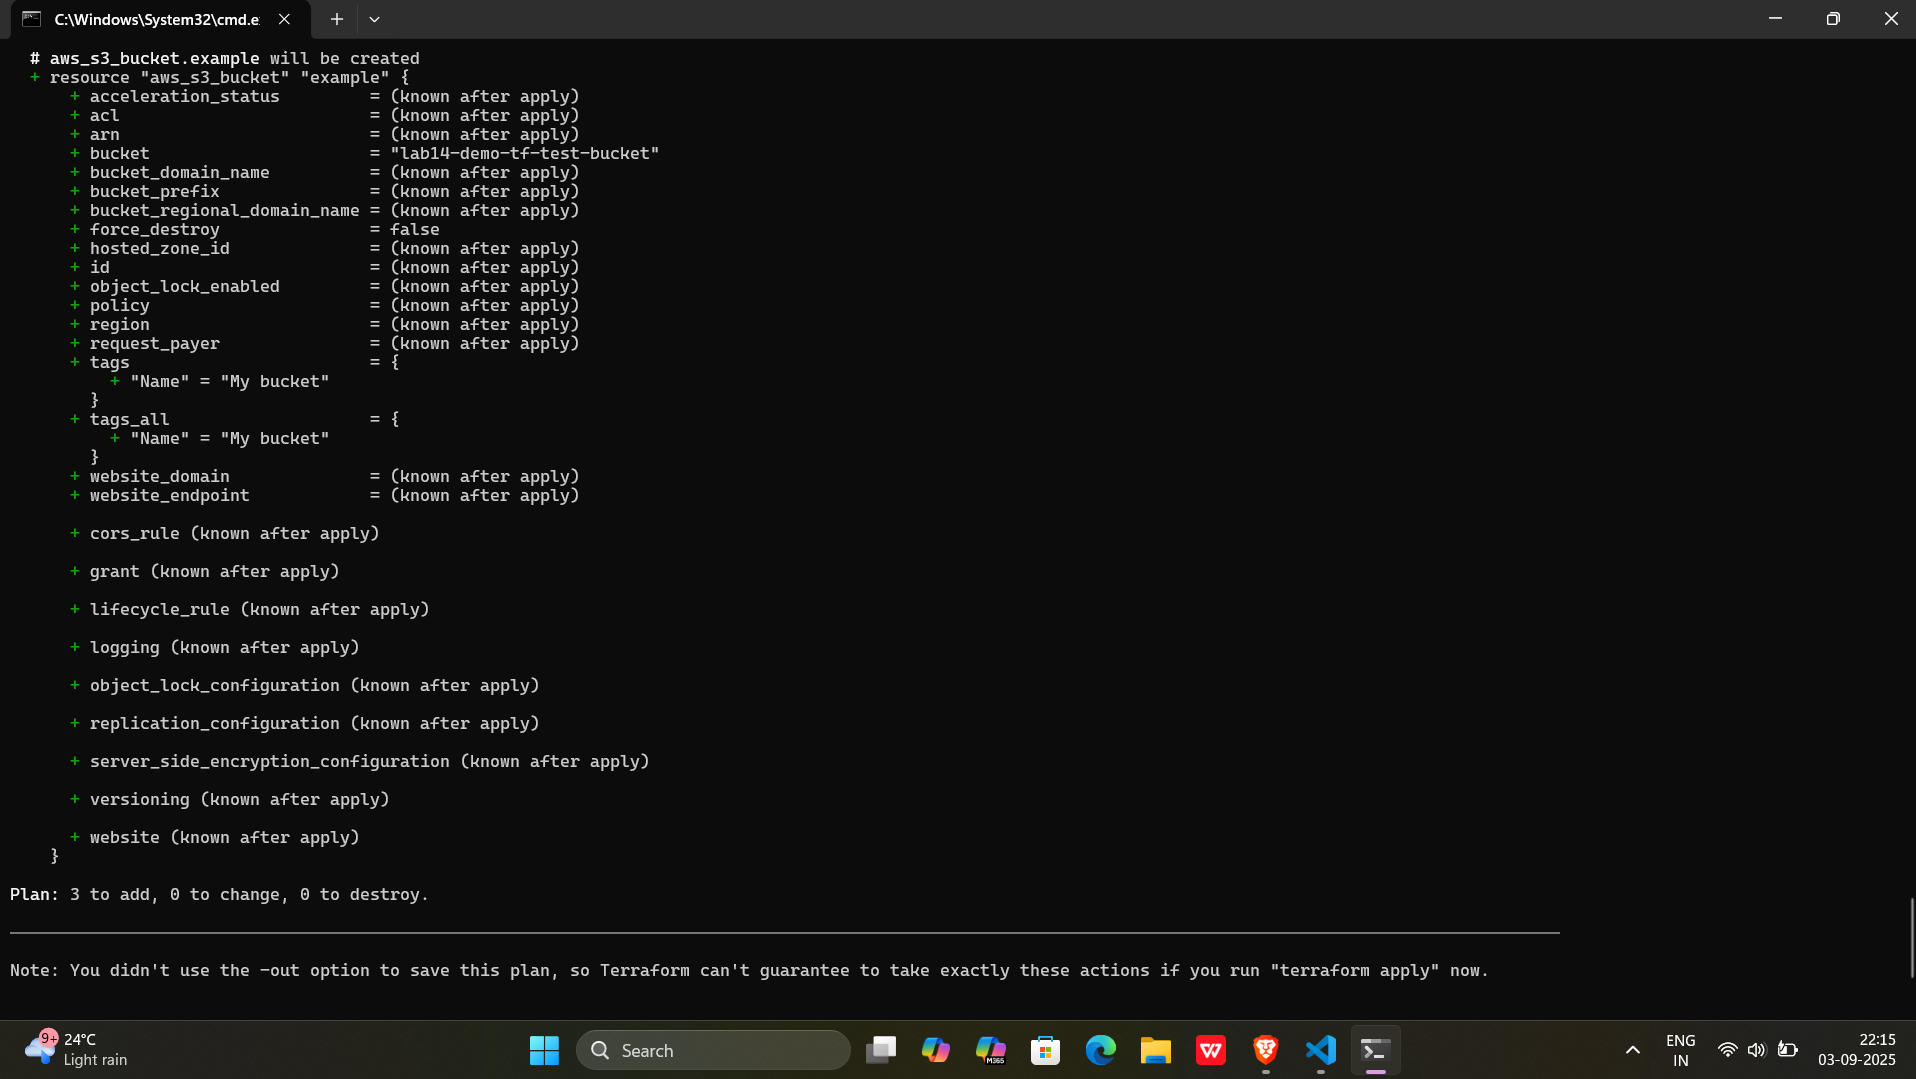 C:\Windows\System32\cmd.e
# aws_s3_bucket.example will be created
+ resource "aws_s3_bucket" "example" {
+ acceleration_status = (known after apply)
+ acl = (known after apply)
+ arn = (known after apply)
+ bucket = "lab14-demo-tf-test-bucket"
+ bucket_domain_name = (known after apply)
+ bucket_prefix = (known after apply)
+ bucket_regional_domain_name = (known after apply)
+ force_destroy = false
+ hosted_zone_id = (known after apply)
+ id = (known after apply)
+ object_lock_enabled = (known after apply)
+ policy = (known after apply)
+ region = (known after apply)
+ request_payer = (known after apply)
+ tags = {
+ "Name" = "My bucket"
}
+ tags_all = {
+ "Name" = "My bucket"
}
+ website_domain = (known after apply)
+ website_endpoint = (known after apply)
+ cors_rule (known after apply)
+ grant (known after apply)
+ lifecycle_rule (known after apply)
+ logging (known after apply)
+ object_lock_configuration (known after apply)
+ replication_configuration (known after apply)
+ server_side_encryption_configuration (known after apply)
+ versioning (known after apply)
+ website (known after apply)
}
Plan: 3 to add, 0 to change, 0 to destroy.
Note: You didn't use the -out option to save this plan, so Terraform can't guarantee to take exactly these actions if you run "terraform apply" now.
9+
24°C
Light rain
Search
M365
W
ENG
IN
22:15
03-09-2025